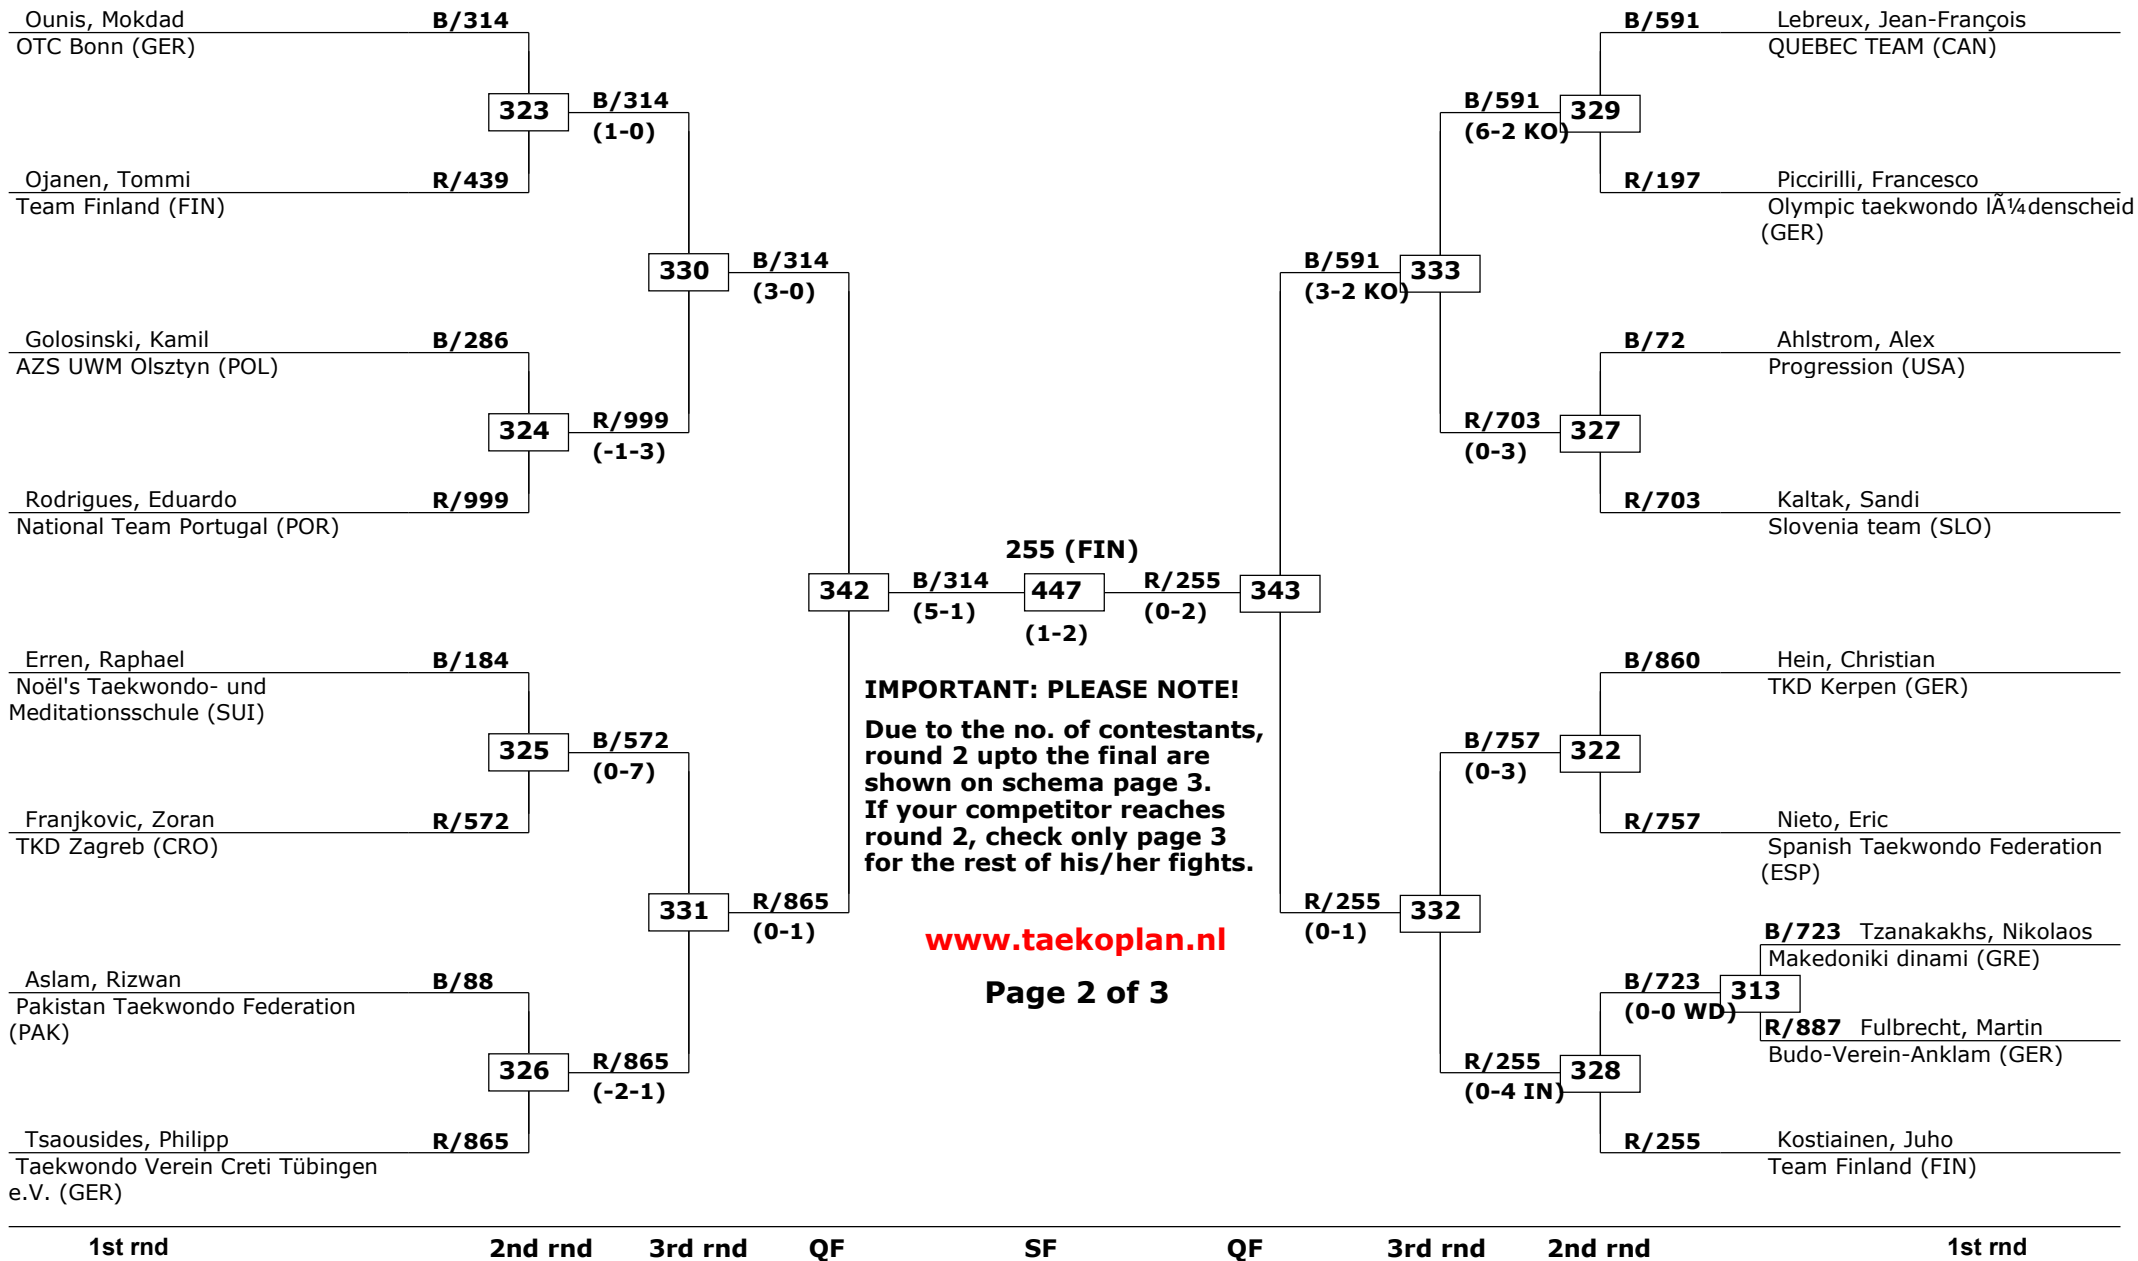 Ounis, Mokdad B/314
OTC Bonn (GER)
323 B/314
(1-0)
Ojanen, Tommi R/439
Team Finland (FIN)
330 B/314
(3-0)
Golosinski, Kamil B/286
AZS UWM Olsztyn (POL)
324 R/999
(-1-3)
Rodrigues, Eduardo R/999
National Team Portugal (POR)
342 B/314
(5-1)
Erren, Raphael B/184
Noël's Taekwondo- und
Meditationsschule (SUI)
325 B/572
(0-7)
Franjkovic, Zoran R/572
TKD Zagreb (CRO)
331 R/865
(0-1)
Aslam, Rizwan B/88
Pakistan Taekwondo Federation
(PAK)
326 R/865
(-2-1)
Tsaousides, Philipp R/865
Taekwondo Verein Creti Tübingen
e.V. (GER)
255 (FIN)
447
(1-2)
IMPORTANT: PLEASE NOTE!
Due to the no. of contestants,
round 2 upto the final are
shown on schema page 3.
If your competitor reaches
round 2, check only page 3
for the rest of his/her fights.
www.taekoplan.nl
Page 2 of 3
B/591 Lebreux, Jean-François
QUEBEC TEAM (CAN)
B/591 329
(6-2 KO)
R/197 Piccirilli, Francesco
Olympic taekwondo lÃ¼denscheid
(GER)
B/591 333
(3-2 KO)
B/72 Ahlstrom, Alex
Progression (USA)
R/703 327
(0-3)
R/703 Kaltak, Sandi
Slovenia team (SLO)
R/255 343
(0-2)
B/860 Hein, Christian
TKD Kerpen (GER)
B/757 322
(0-3)
R/757 Nieto, Eric
Spanish Taekwondo Federation
(ESP)
R/255 332
(0-1)
B/723 Tzanakakhs, Nikolaos
Makedoniki dinami (GRE)
B/723 313
(0-0 WD)
R/887 Fulbrecht, Martin
Budo-Verein-Anklam (GER)
R/255 328
(0-4 IN)
R/255 Kostiainen, Juho
Team Finland (FIN)
1st rnd 2nd rnd 3rd rnd QF SF QF 3rd rnd 2nd rnd 1st rnd